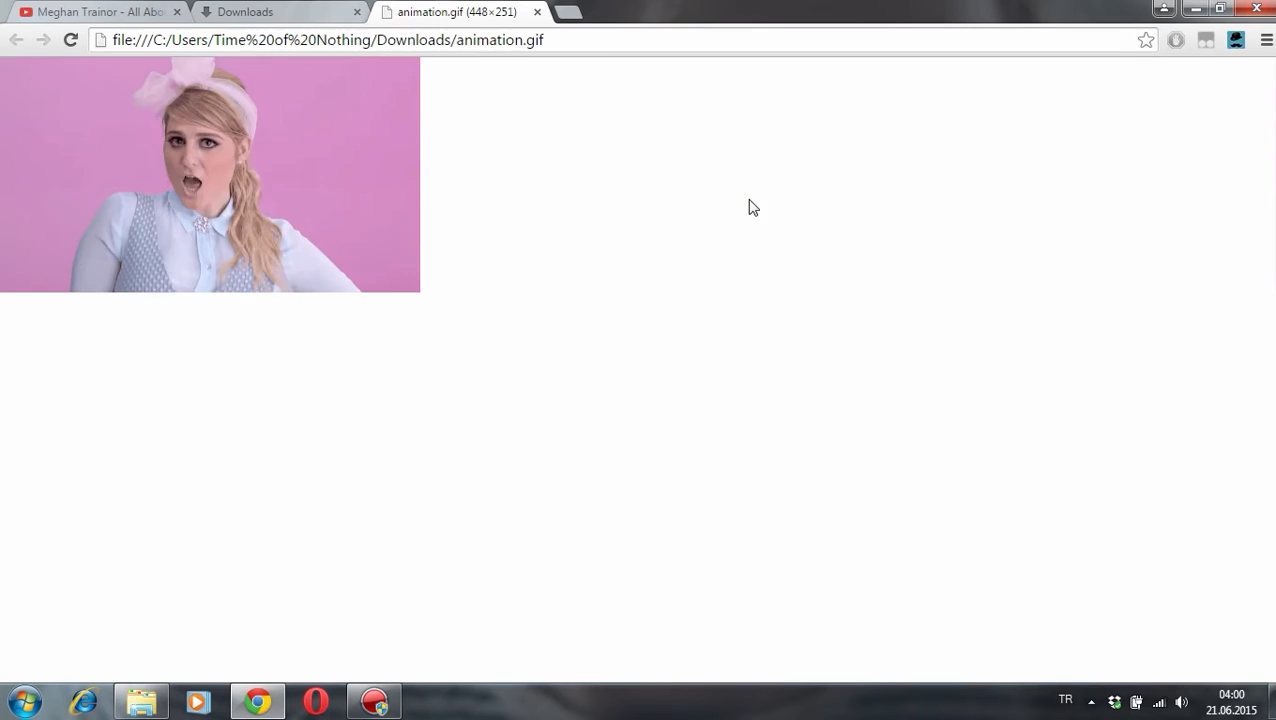 Meghan Trainor - All Abo
Downloads
animation.gif (448×251)
file:///C:/Users/Time%20of%20Nothing/Downloads/animation.gif
TR
04:00
21.06.2015